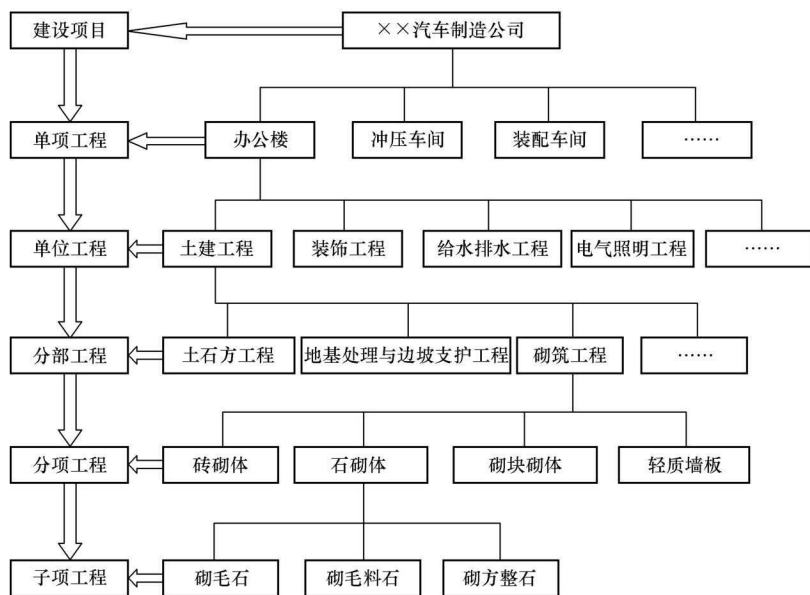 建设项目
××汽车制造公司
单项工程
办公楼
冲压车间
装配车间
……
单位工程
土建工程
装饰工程
给水排水工程
电气照明工程
……
分部工程
土石方工程
地基处理与边坡支护工程
砌筑工程
……
分项工程
砖砌体
石砌体
砌块砌体
轻质墙板
子项工程
砌毛石
砌毛料石
砌方整石